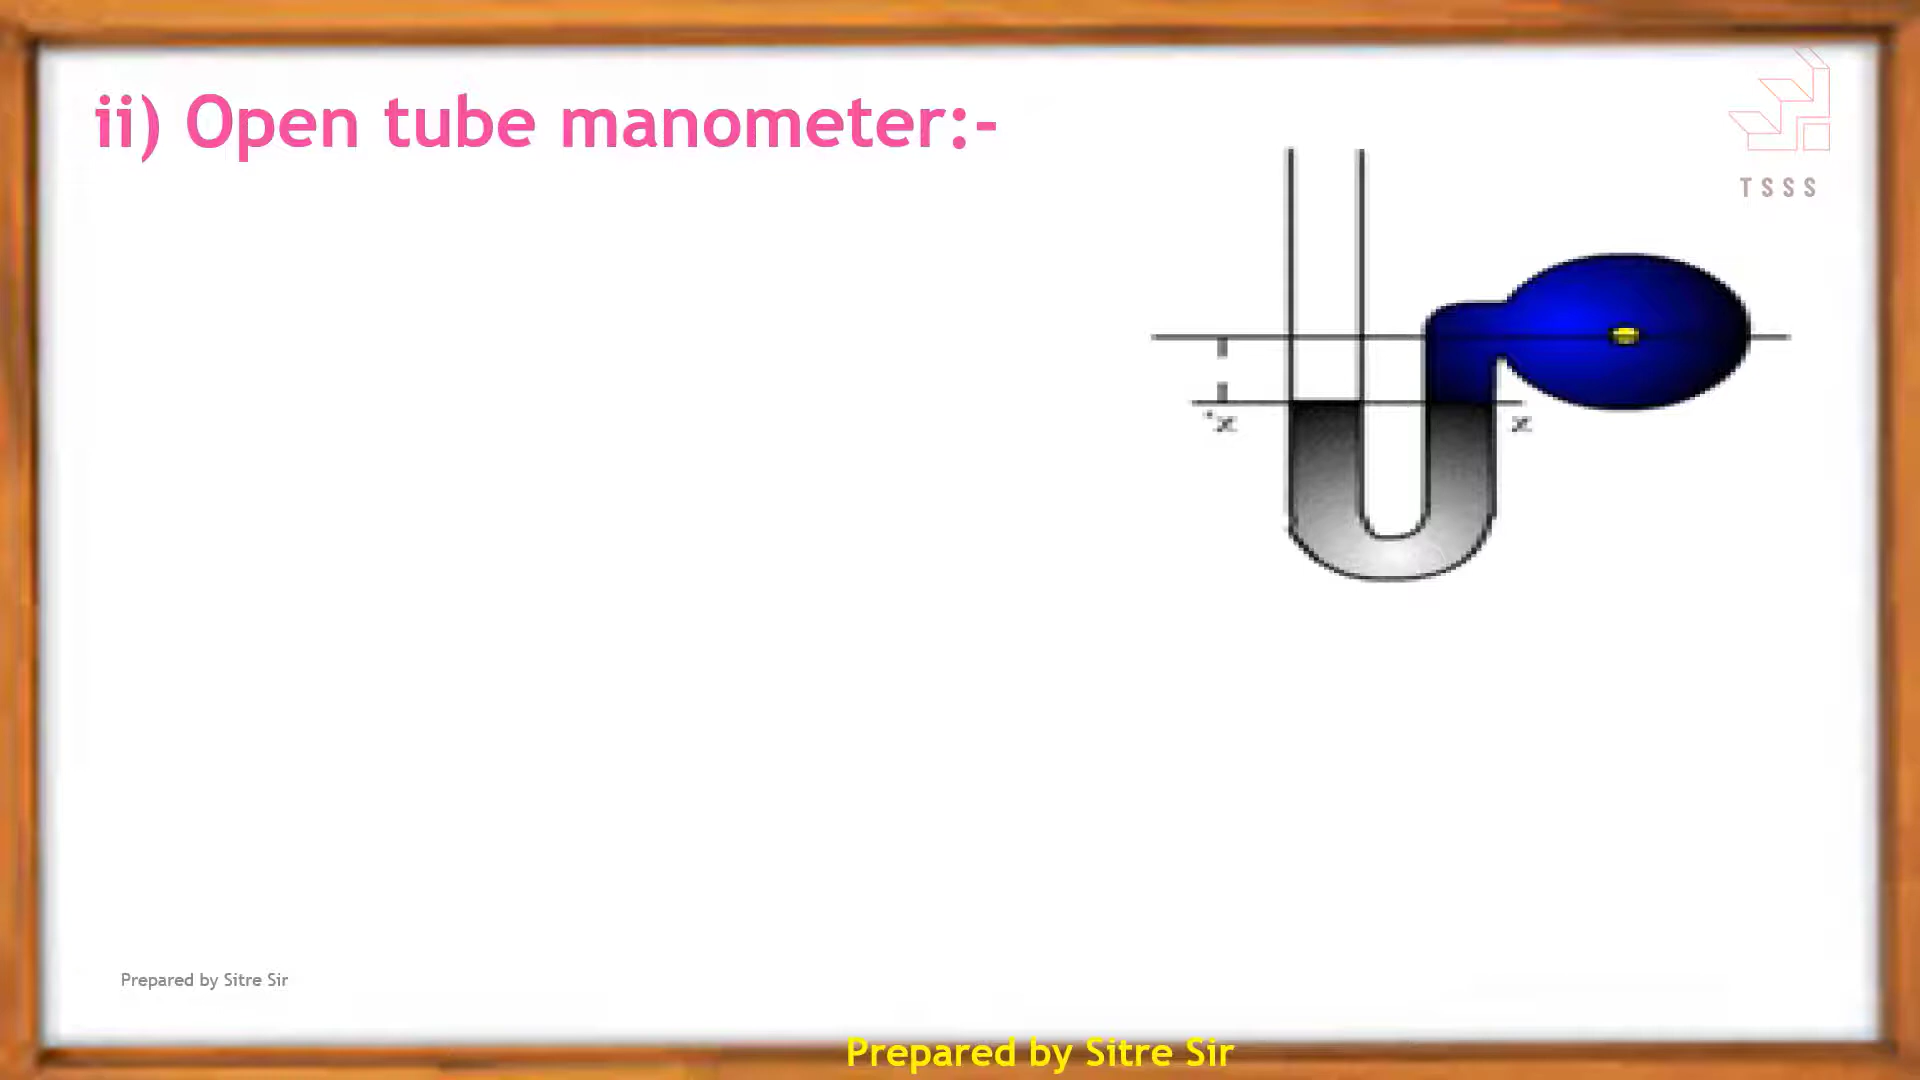 ii) Open tube manometer:-
TSSS
x
x
Prepared by Sitre Sir
Prepared by Sitre Sir